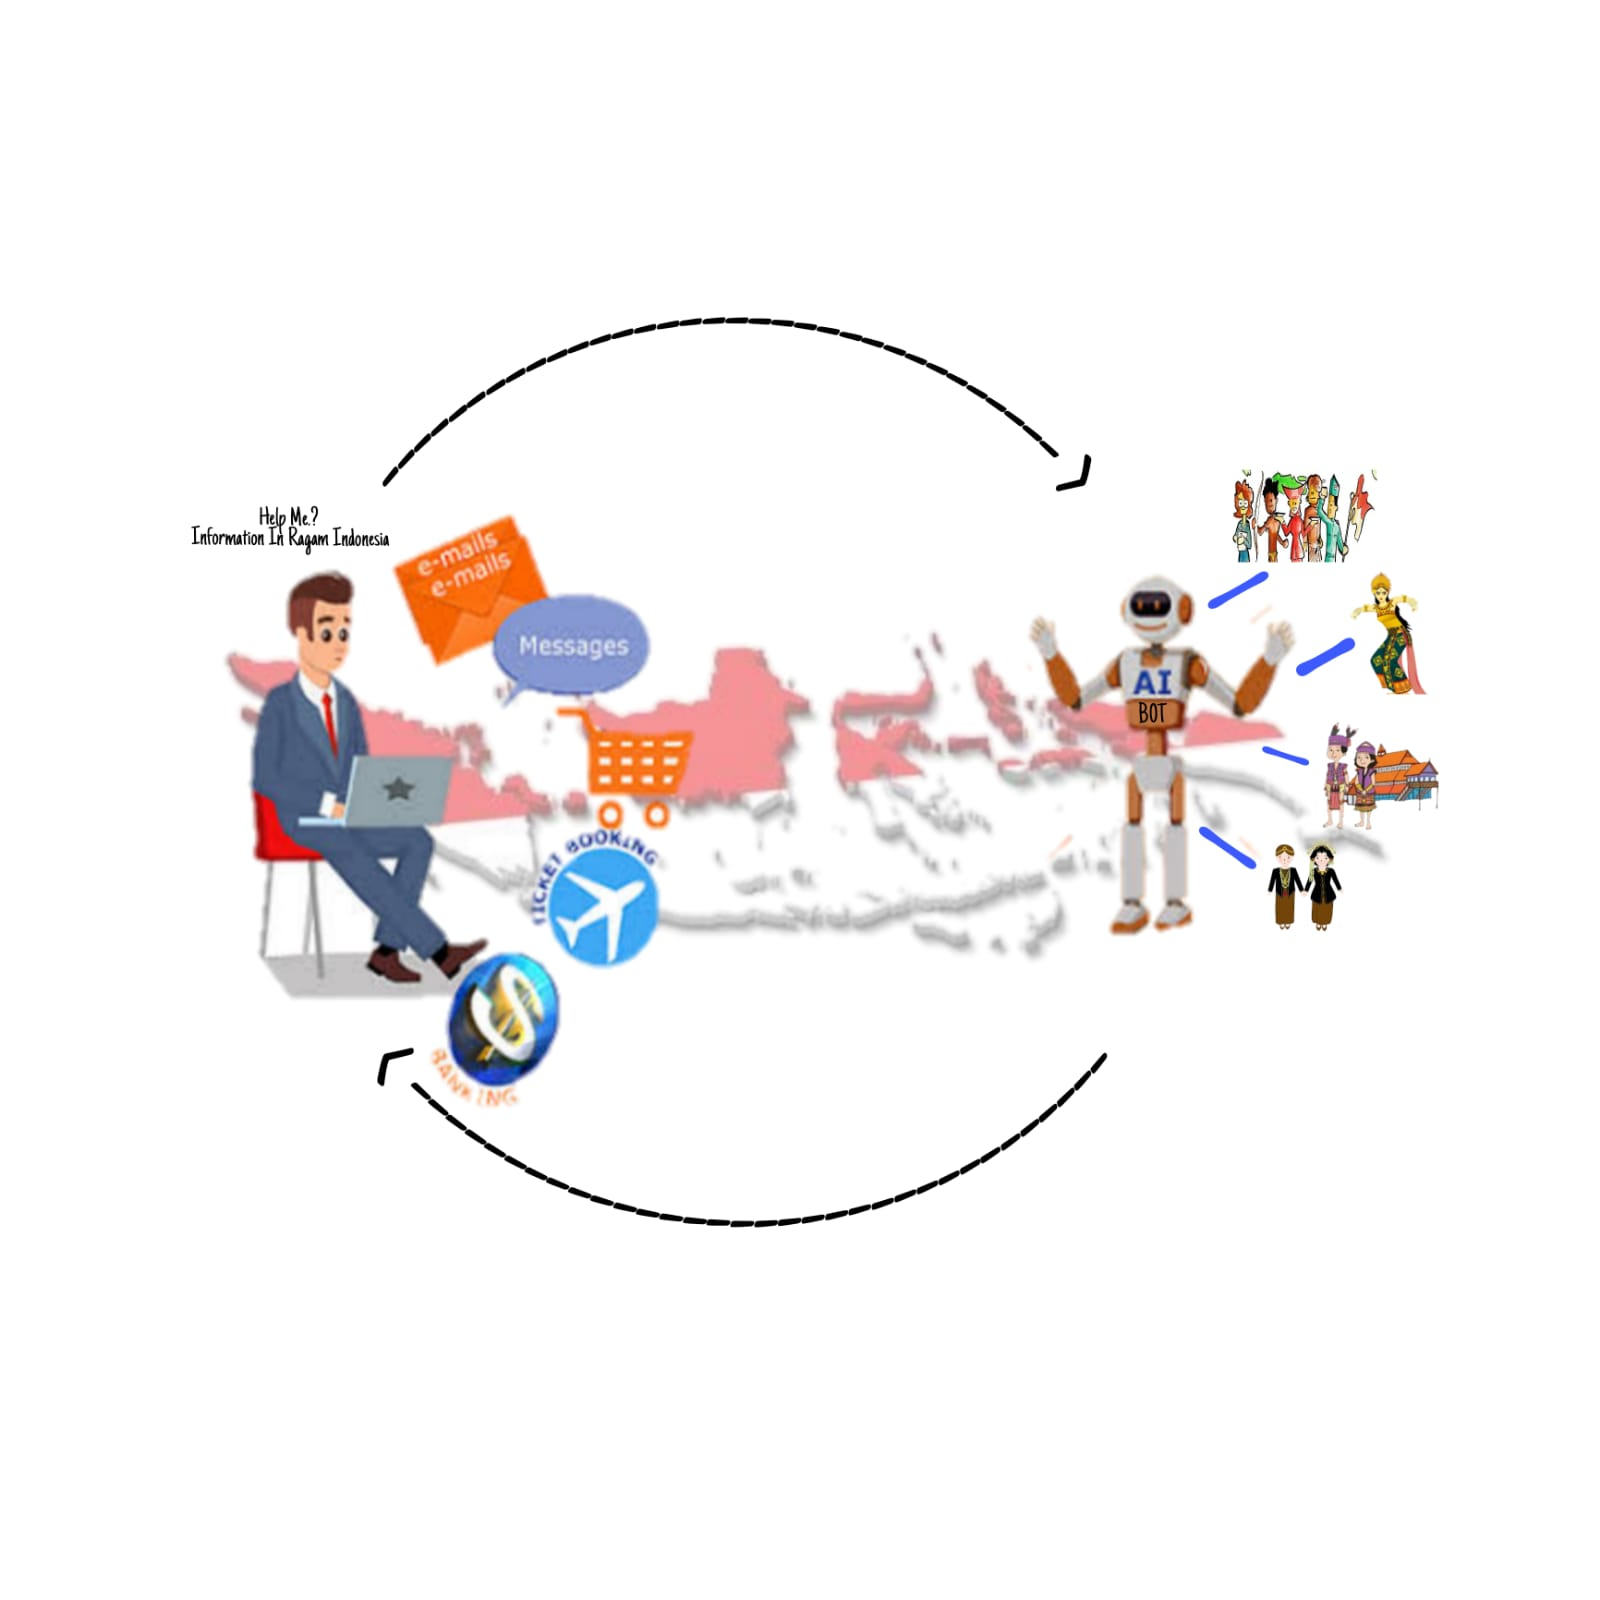 Help Me.?
Information In Ragam Indonesia
e-mails
e-mails
Messages
TICKET BOOKING
BANKING
AI
BOT